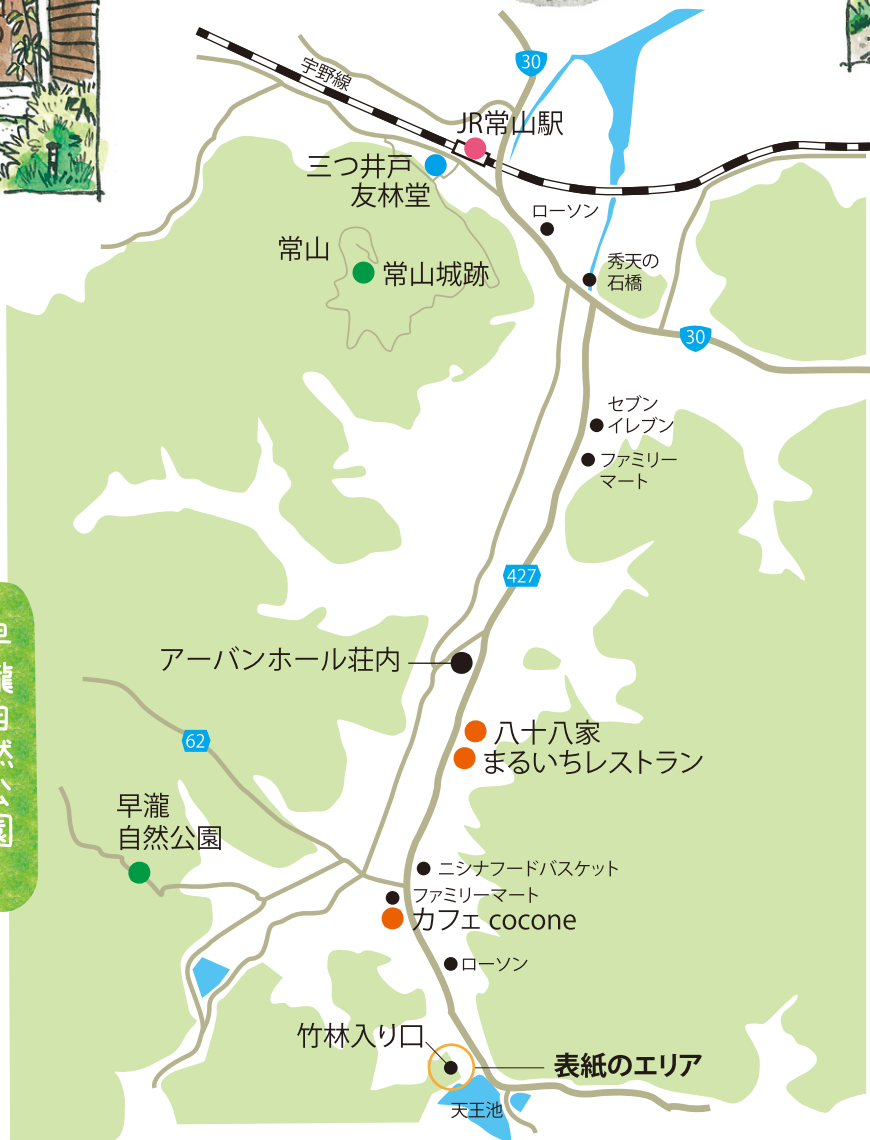 30
宇野線
JR常山駅
三つ井戸
友林堂
ローソン
常山
常山城跡
秀天の
石橋
30
セブン
イレブン
ファミリー
マート
427
アーバンホール荘内
八十八家
まるいちレストラン
62
早瀧
自然公園
早瀧自然公園
ニシナフードバスケット
ファミリーマート
カフェ cocone
ローソン
竹林入り口
表紙のエリア
天王池